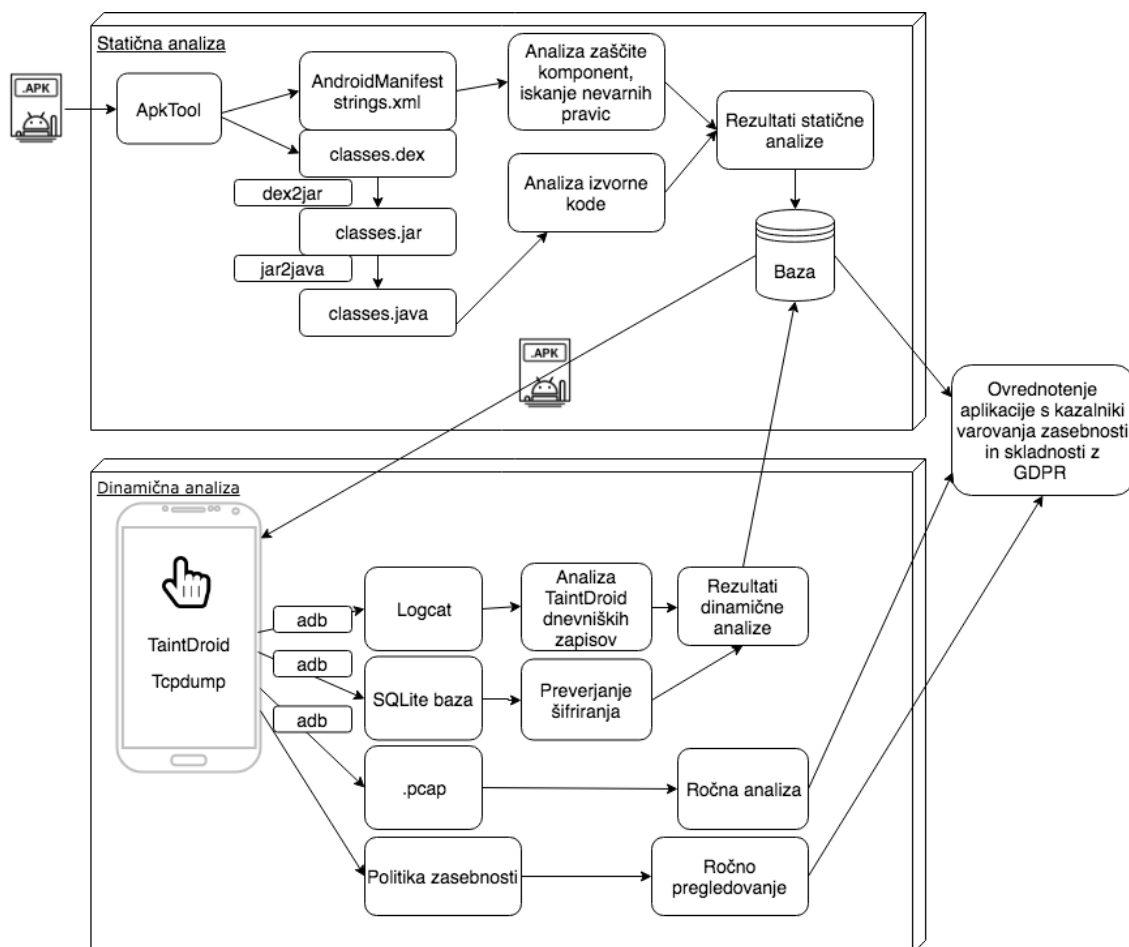 Statična analiza
.APK
ApkTool
AndroidManifest
strings.xml
classes.dex
dex2jar
classes.jar
jar2java
classes.java
Analiza zaščite
komponent,
iskanje nevarnih
pravic
Analiza izvorne
kode
Rezultati statične
analize
Baza
.APK
Ovrednotenje
aplikacije s kazalniki
varovanja zasebnosti
in skladnosti z
GDPR
Dinamična analiza
TaintDroid
Tcpdump
adb
adb
adb
Logcat
Analiza
TaintDroid
dnevniških
zapisov
Rezultati
dinamične
analize
SQLite baza
Preverjanje
šifriranja
.pcap
Ročna analiza
Politika zasebnosti
Ročno
pregledovanje